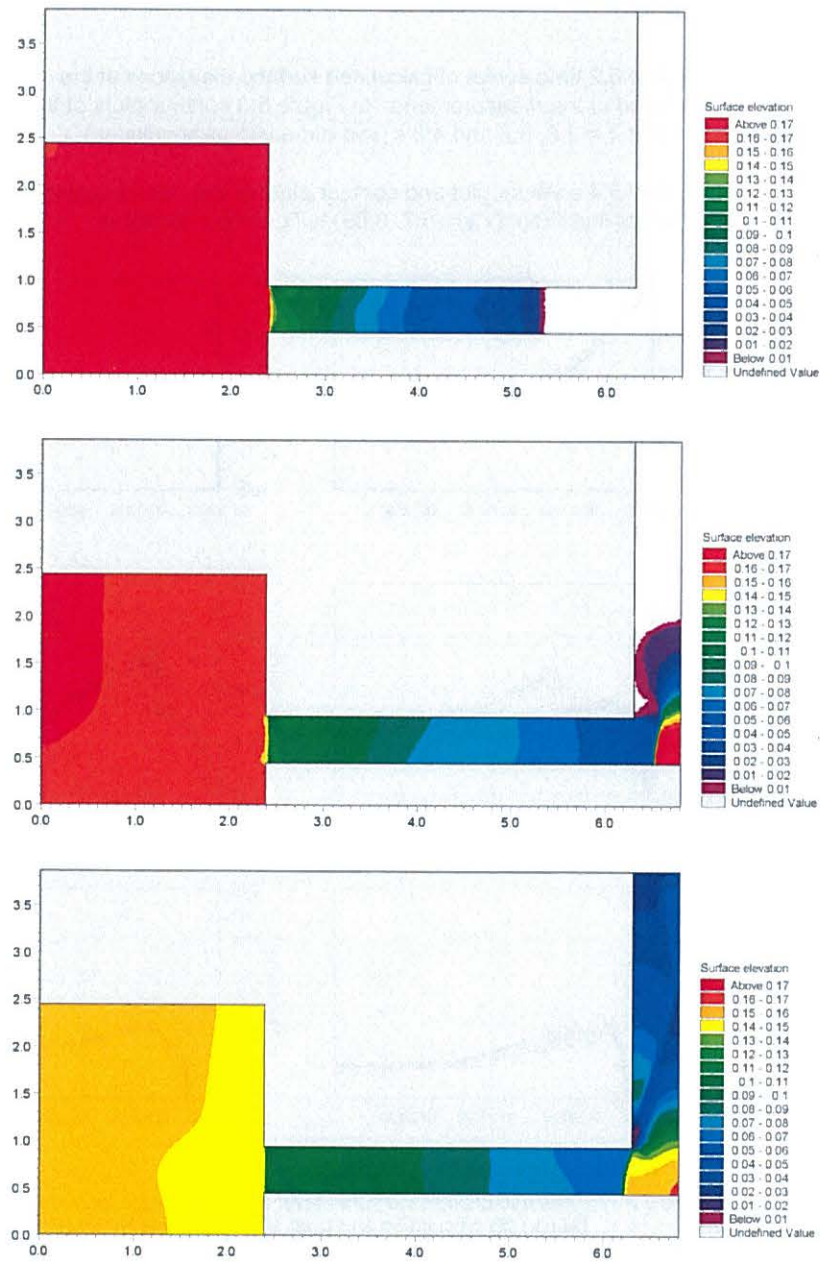 3.5
3.0
2.5
2.0
1.5
1.0
0.5
0.0
0.0 1.0 2.0 3.0 4.0 5.0 6.0
Surface elevation
Above 0.17
0.16 - 0.17
0.15 - 0.16
0.14 - 0.15
0.13 - 0.14
0.12 - 0.13
0.11 - 0.12
0.1 - 0.11
0.09 - 0.1
0.08 - 0.09
0.07 - 0.08
0.06 - 0.07
0.05 - 0.06
0.04 - 0.05
0.03 - 0.04
0.02 - 0.03
0.01 - 0.02
Below 0.01
Undefined Value
3.5
3.0
2.5
2.0
1.5
1.0
0.5
0.0
0.0 1.0 2.0 3.0 4.0 5.0 6.0
Surface elevation
Above 0.17
0.16 - 0.17
0.15 - 0.16
0.14 - 0.15
0.13 - 0.14
0.12 - 0.13
0.11 - 0.12
0.1 - 0.11
0.09 - 0.1
0.08 - 0.09
0.07 - 0.08
0.06 - 0.07
0.05 - 0.06
0.04 - 0.05
0.03 - 0.04
0.02 - 0.03
0.01 - 0.02
Below 0.01
Undefined Value
3.5
3.0
2.5
2.0
1.5
1.0
0.5
0.0
0.0 1.0 2.0 3.0 4.0 5.0 6.0
Surface elevation
Above 0.17
0.16 - 0.17
0.15 - 0.16
0.14 - 0.15
0.13 - 0.14
0.12 - 0.13
0.11 - 0.12
0.1 - 0.11
0.09 - 0.1
0.08 - 0.09
0.07 - 0.08
0.06 - 0.07
0.05 - 0.06
0.04 - 0.05
0.03 - 0.04
0.02 - 0.03
0.01 - 0.02
Below 0.01
Undefined Value